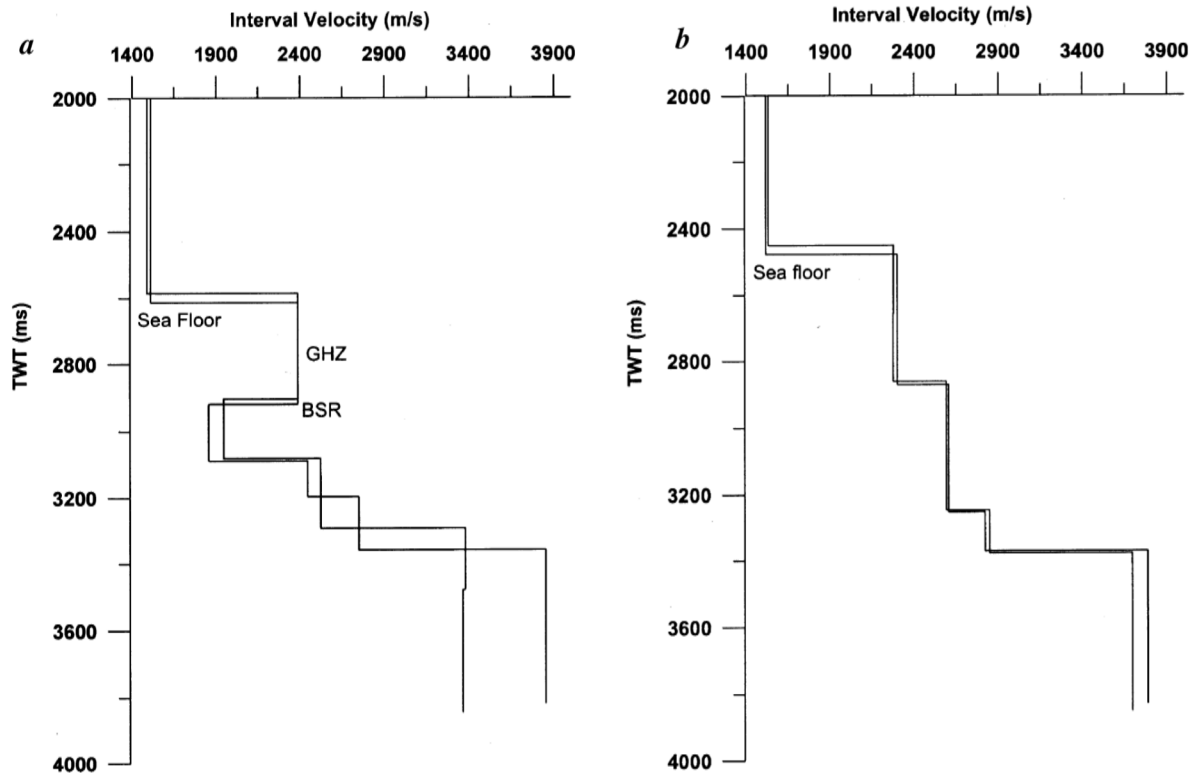 a
Interval Velocity (m/s)
1400 1900 2400 2900 3400 3900
2000
2400
2800
3200
3600
4000
TWT (ms)
Sea Floor
GHZ
BSR
b
Interval Velocity (m/s)
1400 1900 2400 2900 3400 3900
2000
2400
2800
3200
3600
4000
TWT (ms)
Sea floor